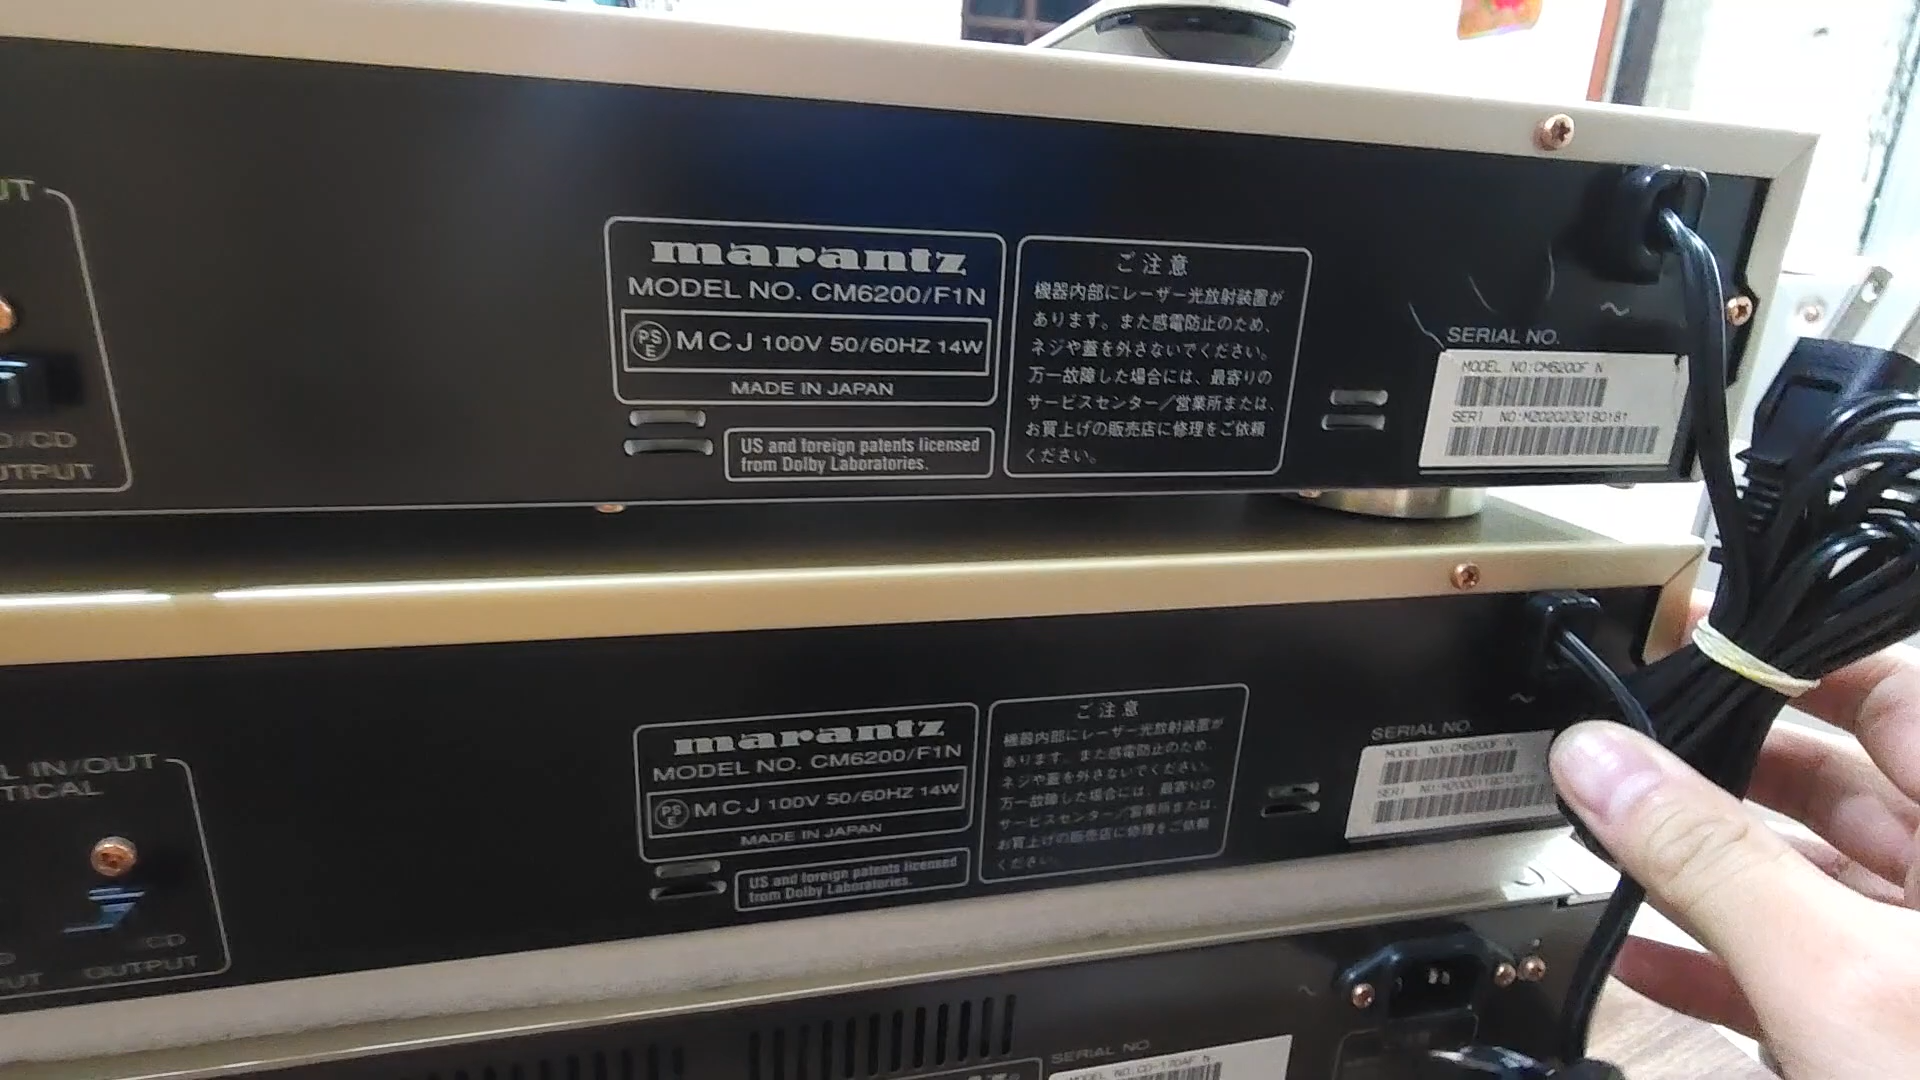 UT
D/CD
UTPUT
marantz
MODEL NO. CM6200/F1N
PS
E
MCJ 100V 50/60HZ 14W
MADE IN JAPAN
US and foreign patents licensed
from Dolby Laboratories.
ご注意
機器内部にレーザー光放射装置が
あります。また感電防止のため、
ネジや蓋を外さないでください。
万一故障した場合には、最寄りの
サービスセンター／営業所または、
お買上げの販売店に修理をご依頼
ください。
~
SERIAL NO.
MODEL NO:CM6200F N
SERI NO:MZ020232180181
L IN/OUT
TICAL
CD
UT
OUTPUT
marantz
MODEL NO. CM6200/F1N
PS
E
MCJ 100V 50/60HZ 14W
MADE IN JAPAN
US and foreign patents licensed
from Dolby Laboratories.
ご注意
機器内部にレーザー光放射装置が
あります。また感電防止のため、
ネジや蓋を外さないでください。
万一故障した場合には、最寄りの
サービスセンター／営業所または、
お買上げの販売店に修理をご依頼
ください。
~
SERIAL NO.
MODEL NO:CM6200F N
SERI
~
SERIAL NO.
MODEL NO:CD-17DAF N